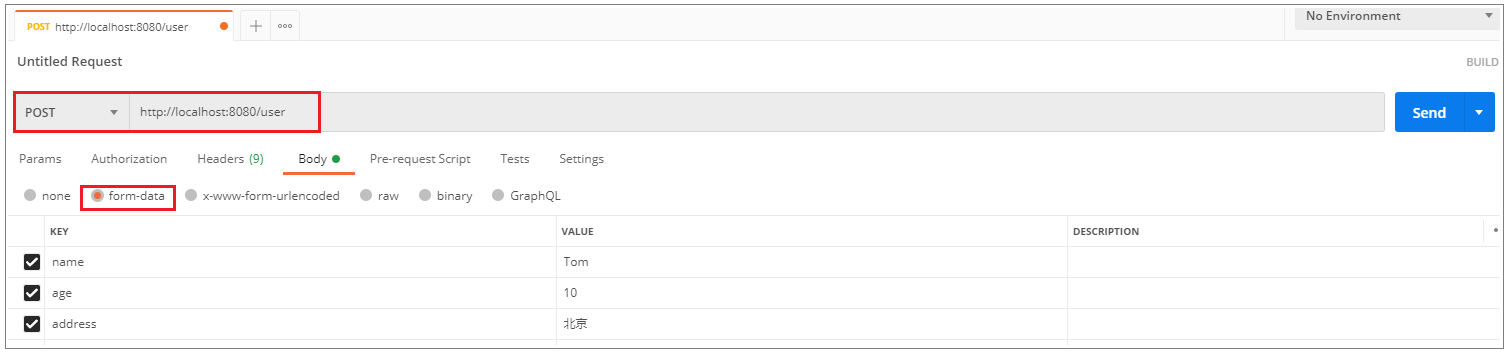 POST http://localhost:8080/user No Environment
Untitled Request BUILD
POST http://localhost:8080/user Send
Params Authorization Headers (9) Body Pre-request Script Tests Settings
none form-data x-www-form-urlencoded raw binary GraphQL
KEY VALUE DESCRIPTION
name Tom
age 10
address 北京